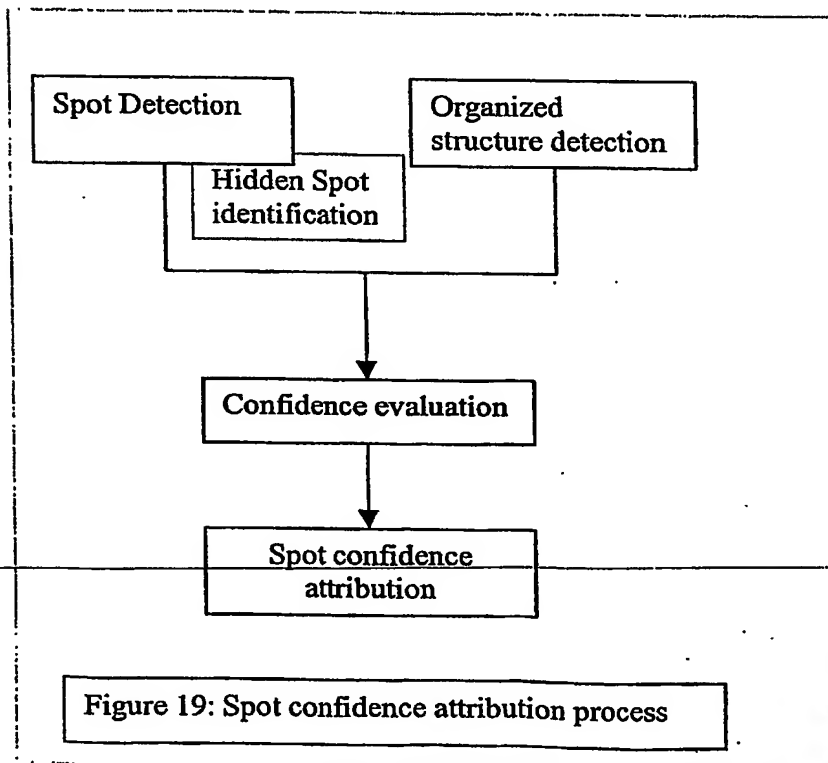 Spot Detection
Organized
structure detection
Hidden Spot
identification
Confidence evaluation
Spot confidence
attribution
Figure 19: Spot confidence attribution process